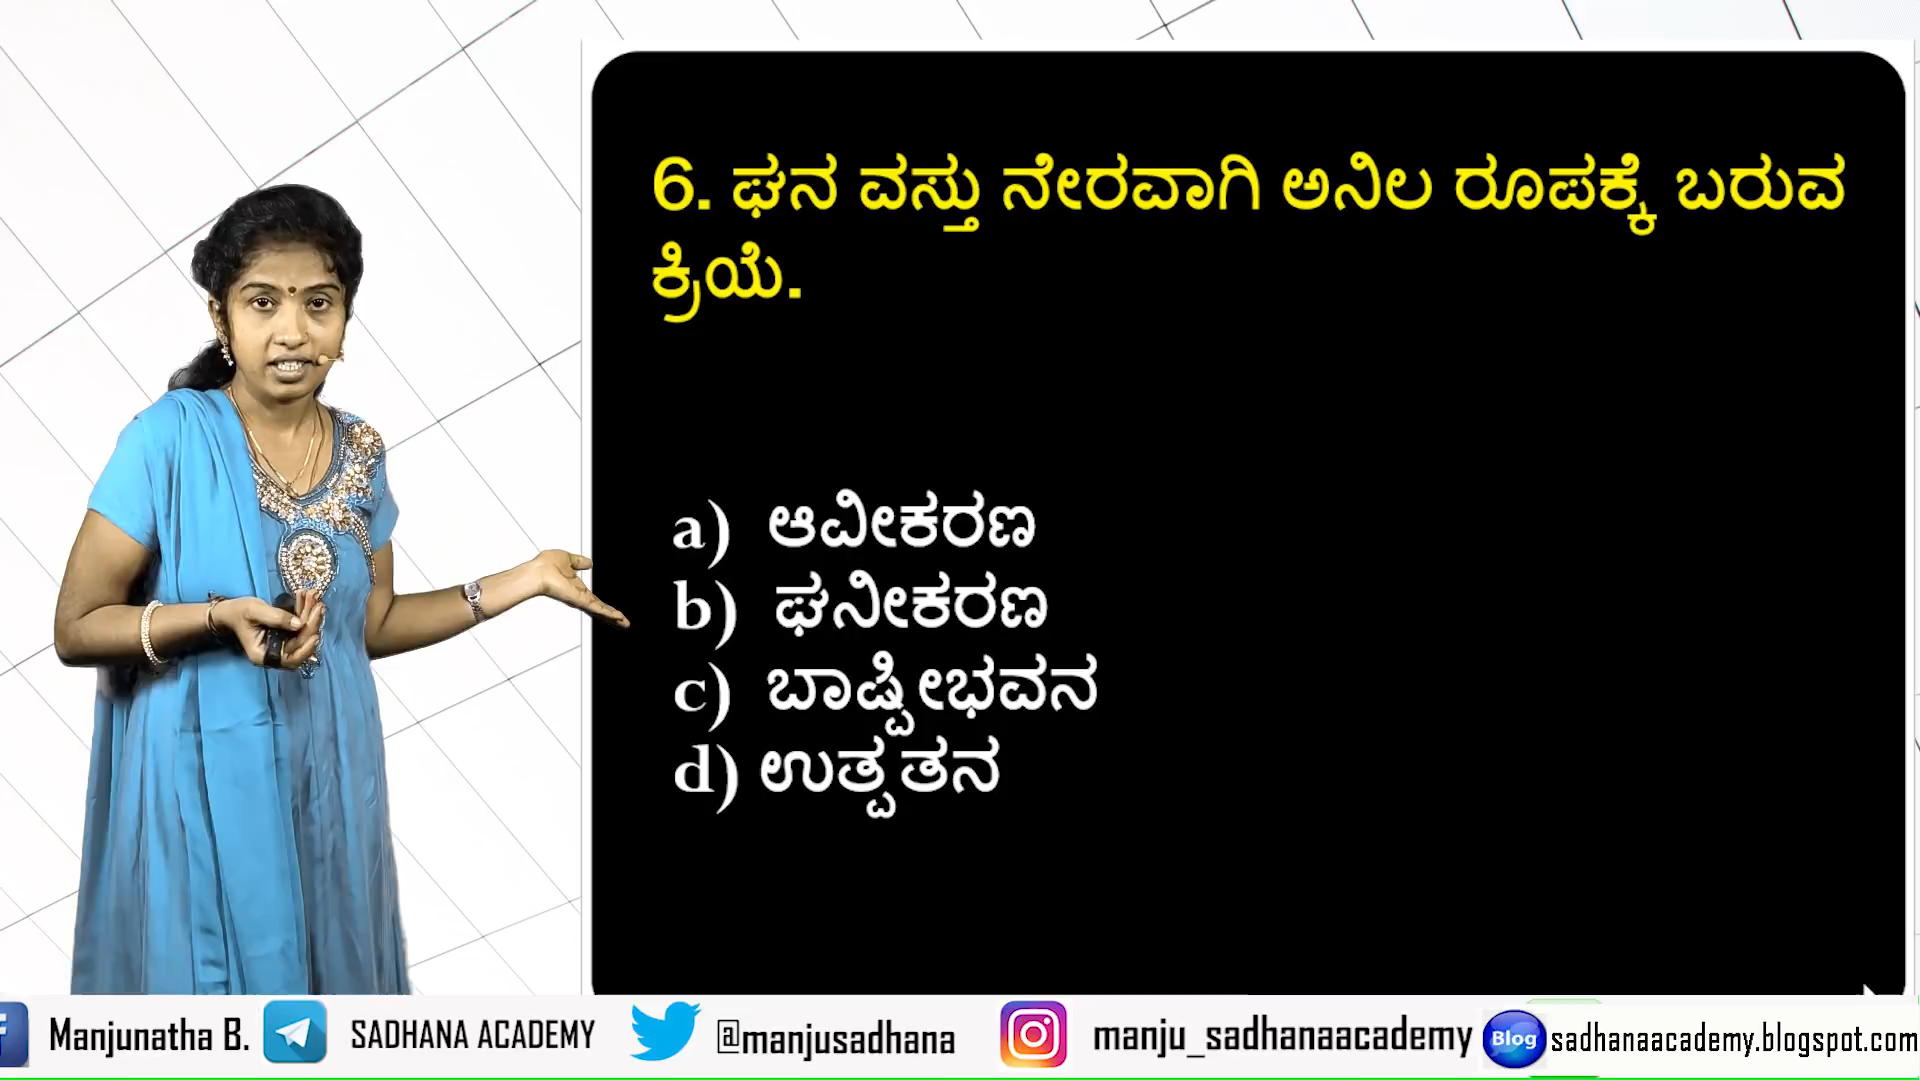 6. ಘನ ವಸ್ತು ನೇರವಾಗಿ ಅನಿಲ ರೂಪಕ್ಕೆ ಬರುವ
ಕ್ರಿಯೆ.
a) ಆವೀಕರಣ
b) ಘನೀಕರಣ
c) ಬಾಷ್ಪೀಭವನ
d) ಉತ್ಪತನ
f Manjunatha B. SADHANA ACADEMY @manjusadhana manju_sadhanaacademy Blog sadhanaacademy.blogspot.com